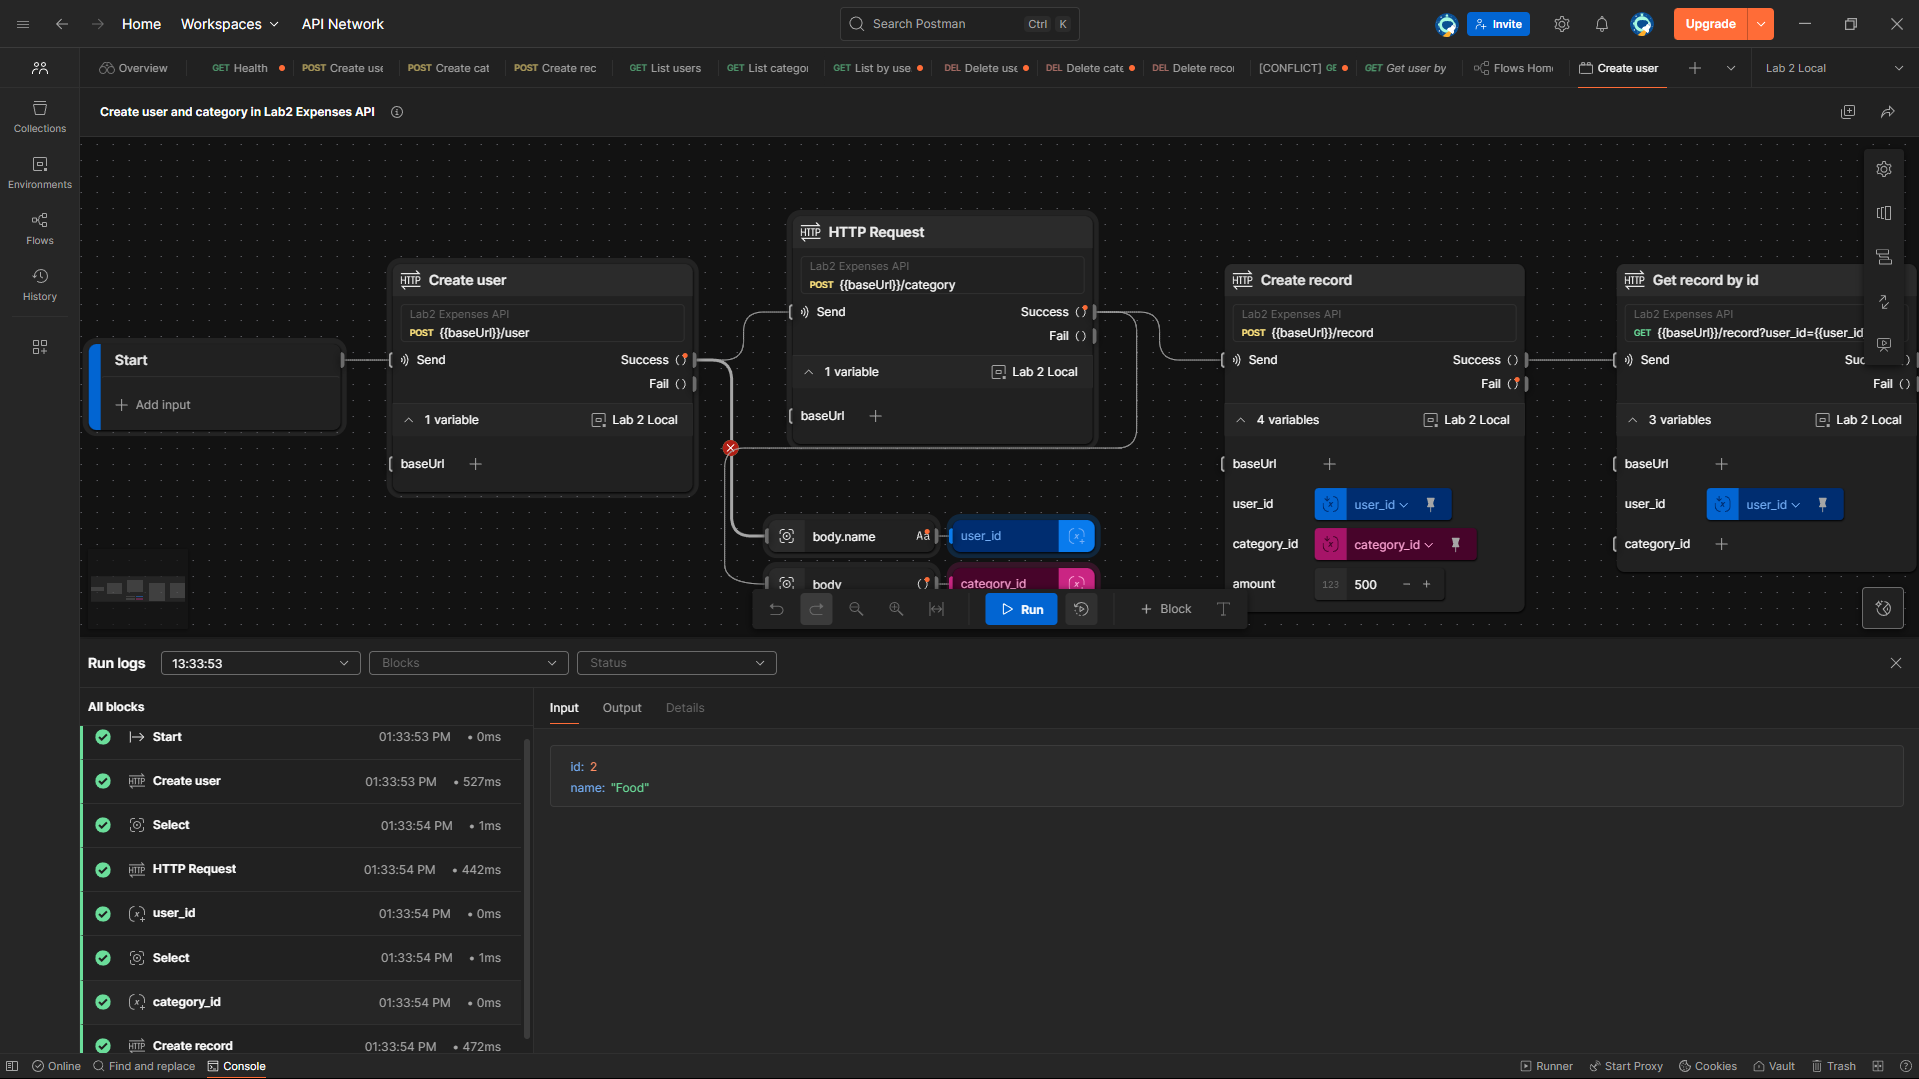 Home Workspaces API Network
Search Postman Ctrl K
Invite Upgrade
Overview GET Health POST Create use POST Create cat POST Create rec GET List users GET List categor GET List by use DEL Delete use DEL Delete cate DEL Delete recor [CONFLICT] GE GET Get user by Flows Home Create user Lab 2 Local
Collections
Environments
Flows
History
Create user and category in Lab2 Expenses API
Start
Add input
HTTP Create user
Lab2 Expenses API
POST {{baseUrl}}/user
Send Success ()
Fail ()
1 variable Lab 2 Local
baseUrl
HTTP HTTP Request
Lab2 Expenses API
POST {{baseUrl}}/category
Send Success ()
Fail ()
1 variable Lab 2 Local
baseUrl
body.name Aa user_id
body () category_id
HTTP Create record
Lab2 Expenses API
POST {{baseUrl}}/record
Send Success ()
Fail ()
4 variables Lab 2 Local
baseUrl
user_id user_id
category_id category_id
amount 123 500
HTTP Get record by id
Lab2 Expenses API
GET {{baseUrl}}/record?user_id={{user_id
Send Suc
Fail ()
3 variables Lab 2 Local
baseUrl
user_id user_id
category_id
Run Block
Run logs 13:33:53 Blocks Status
All blocks
Start 01:33:53 PM • 0ms
HTTP Create user 01:33:53 PM • 527ms
Select 01:33:54 PM • 1ms
HTTP HTTP Request 01:33:54 PM • 442ms
user_id 01:33:54 PM • 0ms
Select 01:33:54 PM • 1ms
category_id 01:33:54 PM • 0ms
HTTP Create record 01:33:54 PM • 472ms
Input Output Details
id: 2
name: "Food"
Online Find and replace Console
Runner Start Proxy Cookies Vault Trash